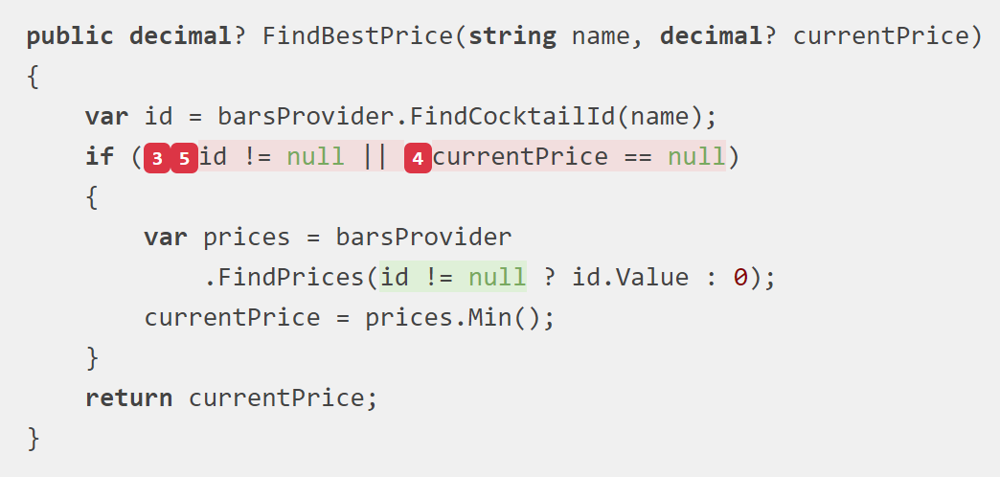 public decimal? FindBestPrice(string name, decimal? currentPrice)
{
    var id = barsProvider.FindCocktailId(name);
    if (3 5 id != null || 4 currentPrice == null)
    {
        var prices = barsProvider
            .FindPrices(id != null ? id.Value : 0);
        currentPrice = prices.Min();
    }
    return currentPrice;
}